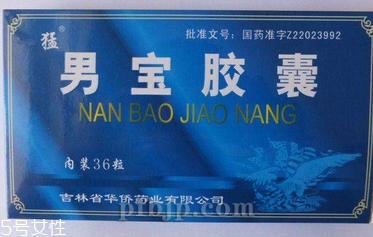 猛®
批准文号：国药准字Z22023992
男宝胶囊
NAN BAO JIAO NANG
内装36粒
吉林省华侨药业有限公司
5号女性